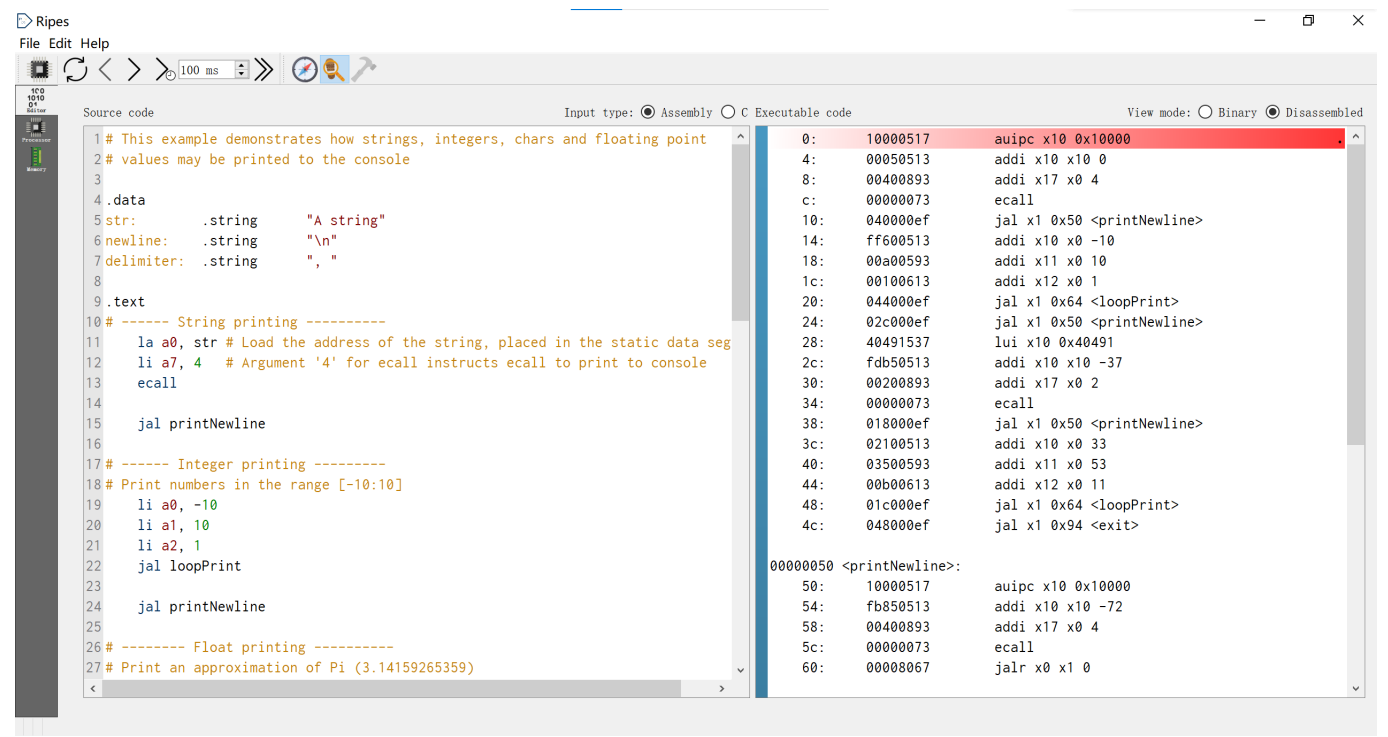 Ripes
File Edit Help
100 ms
Editor
Processor
Memory
Source code
Input type: Assembly C
1 # This example demonstrates how strings, integers, chars and floating point
2 # values may be printed to the console
3
4 .data
5 str: .string "A string"
6 newline: .string "\n"
7 delimiter: .string ", "
8
9 .text
10 # ------ String printing ----------
11 la a0, str # Load the address of the string, placed in the static data seg
12 li a7, 4 # Argument '4' for ecall instructs ecall to print to console
13 ecall
14
15 jal printNewline
16
17 # ------ Integer printing ---------
18 # Print numbers in the range [-10:10]
19 li a0, -10
20 li a1, 10
21 li a2, 1
22 jal loopPrint
23
24 jal printNewline
25
26 # -------- Float printing ----------
27 # Print an approximation of Pi (3.14159265359)
Executable code
View mode: Binary Disassembled
0: 10000517 auipc x10 0x10000
4: 00050513 addi x10 x10 0
8: 00400893 addi x17 x0 4
c: 00000073 ecall
10: 040000ef jal x1 0x50 <printNewline>
14: ff600513 addi x10 x0 -10
18: 00a00593 addi x11 x0 10
1c: 00100613 addi x12 x0 1
20: 044000ef jal x1 0x64 <loopPrint>
24: 02c000ef jal x1 0x50 <printNewline>
28: 40491537 lui x10 0x40491
2c: fdb50513 addi x10 x10 -37
30: 00200893 addi x17 x0 2
34: 00000073 ecall
38: 018000ef jal x1 0x50 <printNewline>
3c: 02100513 addi x10 x0 33
40: 03500593 addi x11 x0 53
44: 00b00613 addi x12 x0 11
48: 01c000ef jal x1 0x64 <loopPrint>
4c: 048000ef jal x1 0x94 <exit>
00000050 <printNewline>:
50: 10000517 auipc x10 0x10000
54: fb850513 addi x10 x10 -72
58: 00400893 addi x17 x0 4
5c: 00000073 ecall
60: 00008067 jalr x0 x1 0